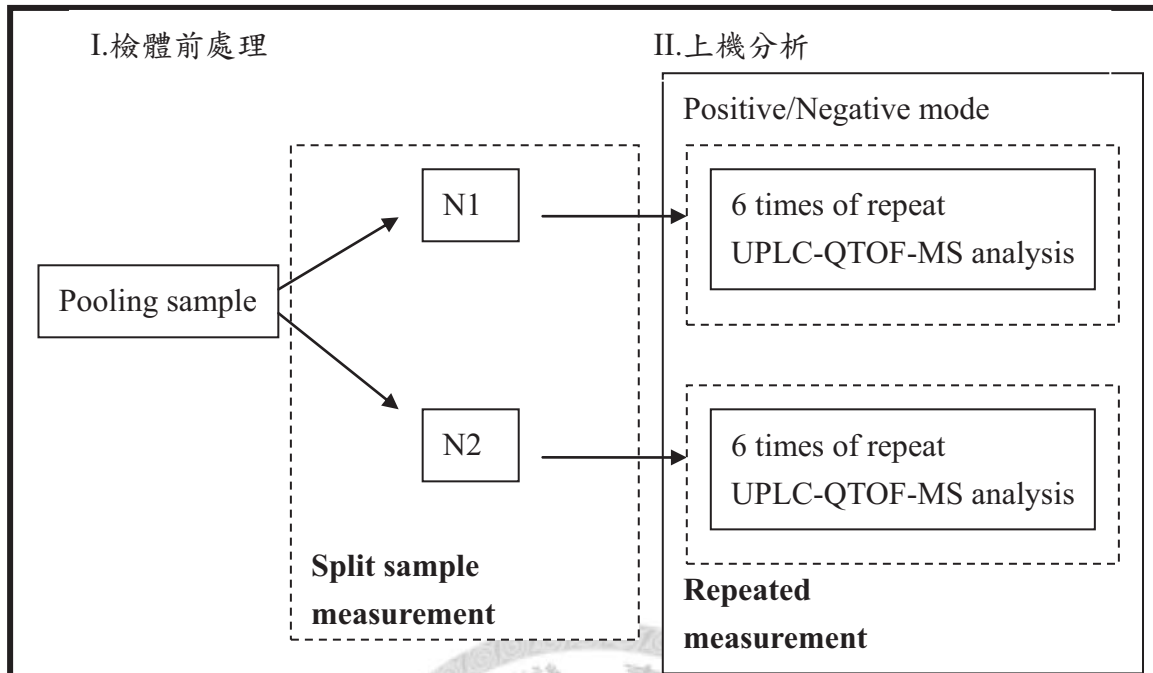 I.檢體前處理
II.上機分析
Positive/Negative mode
N1
6 times of repeat
UPLC-QTOF-MS analysis
Pooling sample
N2
6 times of repeat
UPLC-QTOF-MS analysis
Split sample
measurement
Repeated
measurement